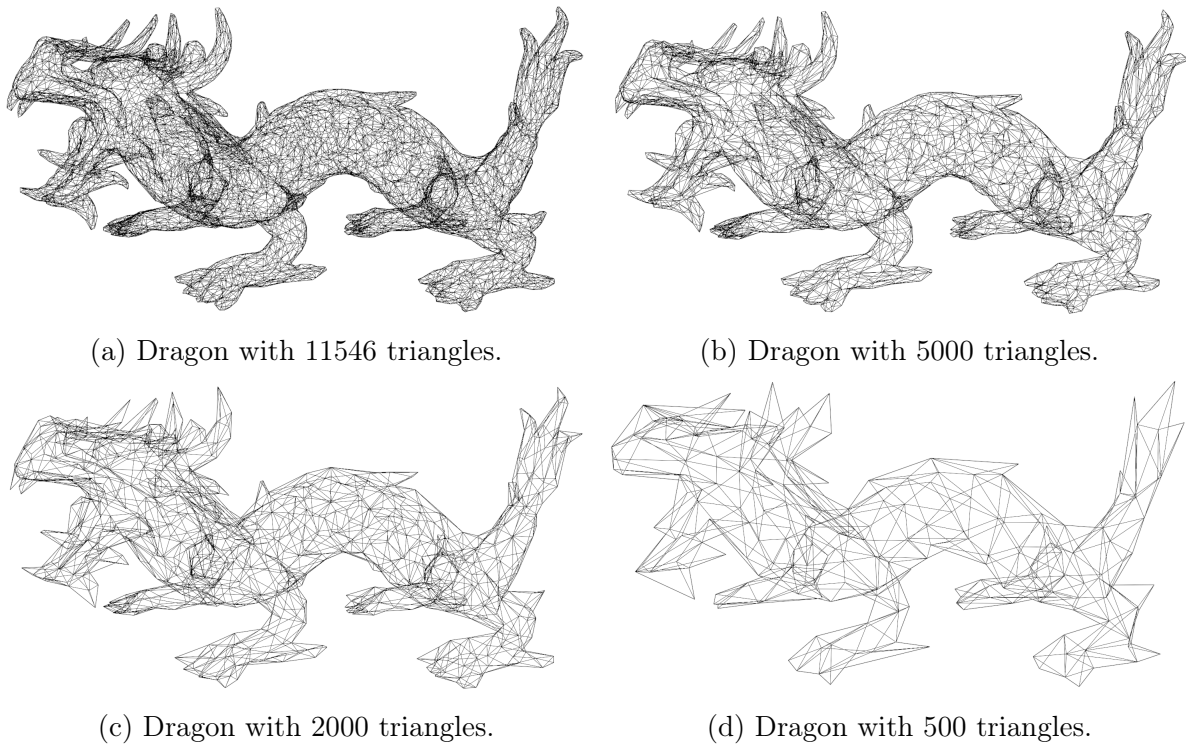 (a) Dragon with 11546 triangles.
(b) Dragon with 5000 triangles.
(c) Dragon with 2000 triangles.
(d) Dragon with 500 triangles.